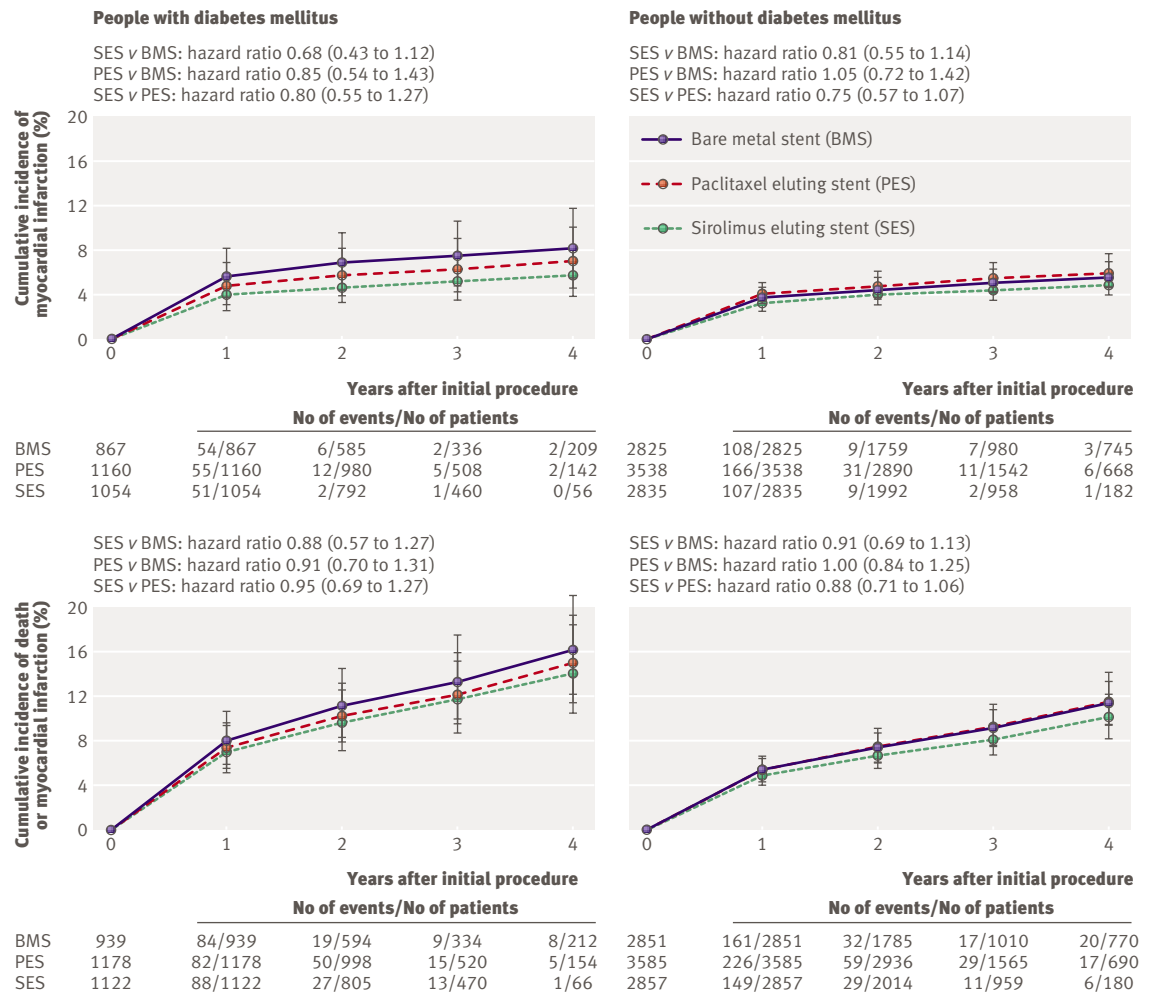 People with diabetes mellitus
SES v BMS: hazard ratio 0.68 (0.43 to 1.12)
PES v BMS: hazard ratio 0.85 (0.54 to 1.43)
SES v PES: hazard ratio 0.80 (0.55 to 1.27)
Cumulative incidence of
myocardial infarction (%)
20
16
12
8
4
0
0 1 2 3 4
Years after initial procedure
People without diabetes mellitus
SES v BMS: hazard ratio 0.81 (0.55 to 1.14)
PES v BMS: hazard ratio 1.05 (0.72 to 1.42)
SES v PES: hazard ratio 0.75 (0.57 to 1.07)
Bare metal stent (BMS)
Paclitaxel eluting stent (PES)
Sirolimus eluting stent (SES)
0 1 2 3 4
Years after initial procedure
No of events/No of patients No of events/No of patients
BMS 867 54/867 6/585 2/336 2/209 2825 108/2825 9/1759 7/980 3/745
PES 1160 55/1160 12/980 5/508 2/142 3538 166/3538 31/2890 11/1542 6/668
SES 1054 51/1054 2/792 1/460 0/56 2835 107/2835 9/1992 2/958 1/182
SES v BMS: hazard ratio 0.88 (0.57 to 1.27)
PES v BMS: hazard ratio 0.91 (0.70 to 1.31)
SES v PES: hazard ratio 0.95 (0.69 to 1.27)
Cumulative incidence of death
or myocardial infarction (%)
20
16
12
8
4
0
0 1 2 3 4
Years after initial procedure
SES v BMS: hazard ratio 0.91 (0.69 to 1.13)
PES v BMS: hazard ratio 1.00 (0.84 to 1.25)
SES v PES: hazard ratio 0.88 (0.71 to 1.06)
0 1 2 3 4
Years after initial procedure
No of events/No of patients No of events/No of patients
BMS 939 84/939 19/594 9/334 8/212 2851 161/2851 32/1785 17/1010 20/770
PES 1178 82/1178 50/998 15/520 5/154 3585 226/3585 59/2936 29/1565 17/690
SES 1122 88/1122 27/805 13/470 1/66 2857 149/2857 29/2014 11/959 6/180